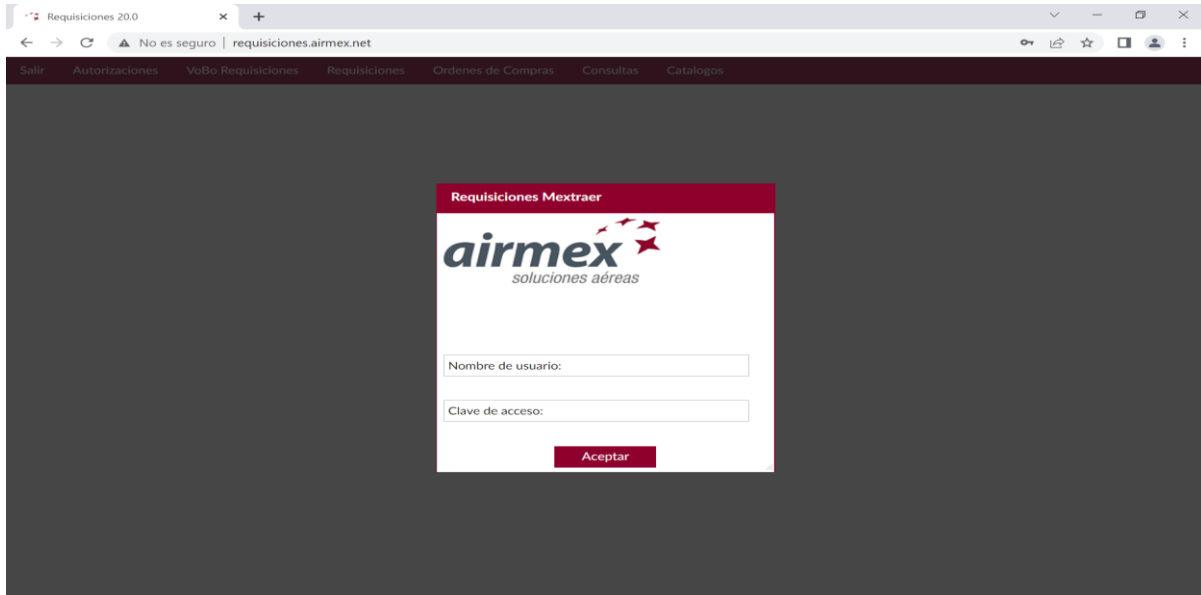 Requisiciones 20.0
No es seguro | requisiciones.airmex.net
Salir Autorizaciones VoBo Requisiciones Requisiciones Ordenes de Compras Consultas Catalogos
Requisiciones Mextraer
airmex
soluciones aéreas
Nombre de usuario:
Clave de acceso:
Aceptar